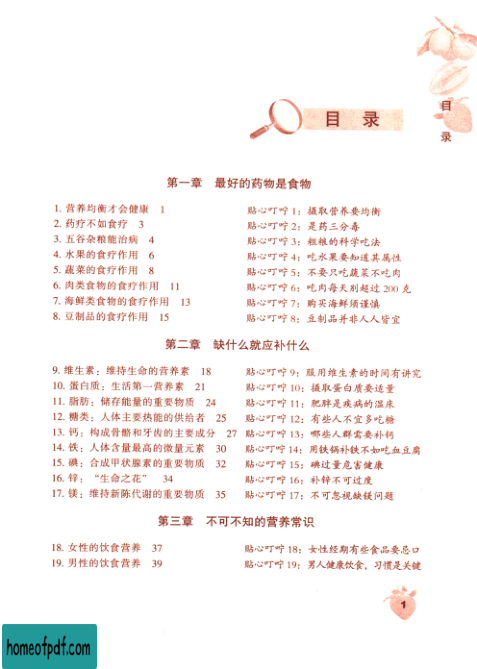 目
录
目 录
第一章 最好的药物是食物
1. 营养均衡才会健康 1 贴心叮咛 1：摄取营养要均衡
2. 药疗不如食疗 3 贴心叮咛 2：是药三分毒
3. 五谷杂粮能治病 4 贴心叮咛 3：粗粮的科学吃法
4. 水果的食疗作用 6 贴心叮咛 4：吃水果要知道其属性
5. 蔬菜的食疗作用 8 贴心叮咛 5：不要只吃蔬菜不吃肉
6. 肉类食物的食疗作用 11 贴心叮咛 6：吃肉每天别超过 200 克
7. 海鲜类食物的食疗作用 13 贴心叮咛 7：购买海鲜须谨慎
8. 豆制品的食疗作用 15 贴心叮咛 8：豆制品并非人人皆宜
第二章 缺什么就应补什么
9. 维生素：维持生命的营养素 18 贴心叮咛 9：服用维生素的时间有讲究
10. 蛋白质：生活第一营养素 21 贴心叮咛 10：摄取蛋白质要适量
11. 脂肪：储存能量的重要物质 24 贴心叮咛 11：肥胖是疾病的温床
12. 糖类：人体主要热能的供给者 25 贴心叮咛 12：有些人不宜多吃糖
13. 钙：构成骨骼和牙齿的主要成分 27 贴心叮咛 13：哪些人群需要补钙
14. 铁：人体含量最高的微量元素 30 贴心叮咛 14：用铁锅补铁不如吃血豆腐
15. 碘：合成甲状腺素的重要物质 32 贴心叮咛 15：碘过量危害健康
16. 锌：“生命之花” 34 贴心叮咛 16：补锌不可过度
17. 镁：维持新陈代谢的重要物质 35 贴心叮咛 17：不可忽视缺镁问题
第三章 不可不知的营养常识
18. 女性的饮食营养 37 贴心叮咛 18：女性经期有些食品要忌口
19. 男性的饮食营养 39 贴心叮咛 19：男人健康饮食，习惯是关键
1
homeofpdf.com